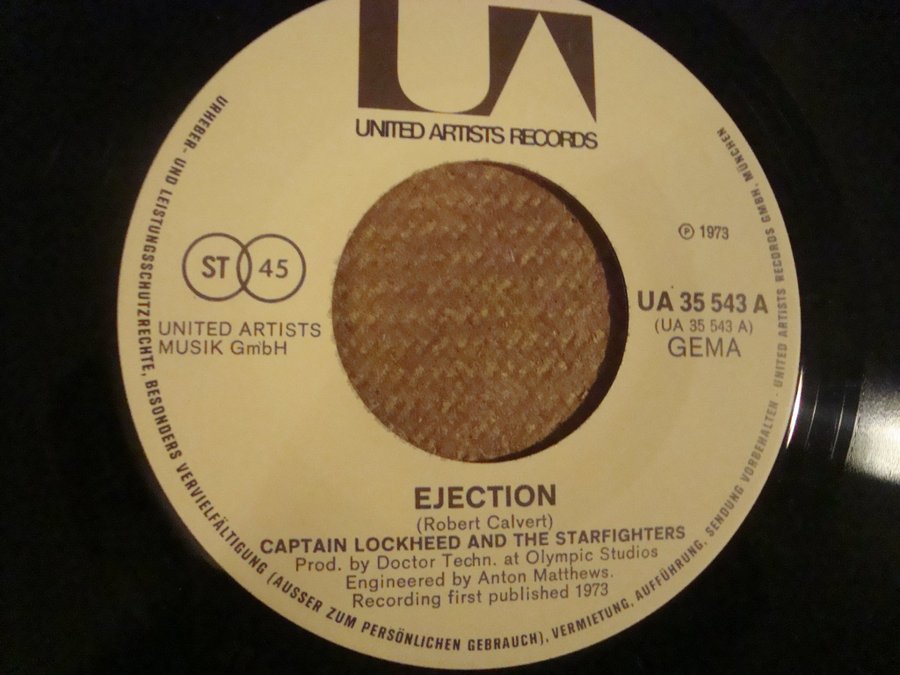 UA
UNITED ARTISTS RECORDS
ST 45
UNITED ARTISTS
MUSIK GmbH
℗ 1973
UA 35 543 A
(UA 35 543 A)
GEMA
EJECTION
(Robert Calvert)
CAPTAIN LOCKHEED AND THE STARFIGHTERS
Prod. by Doctor Techn. at Olympic Studios
Engineered by Anton Matthews.
Recording first published 1973
URHEBER- UND LEISTUNGSSCHUTZRECHTE, BESONDERS VERVIELFÄLTIGUNG (AUSSER ZUM PERSÖNLICHEN GEBRAUCH), VERMIETUNG, AUFFÜHRUNG, SENDUNG VORBEHALTEN - UNITED ARTISTS RECORDS GMBH, MÜNCHEN